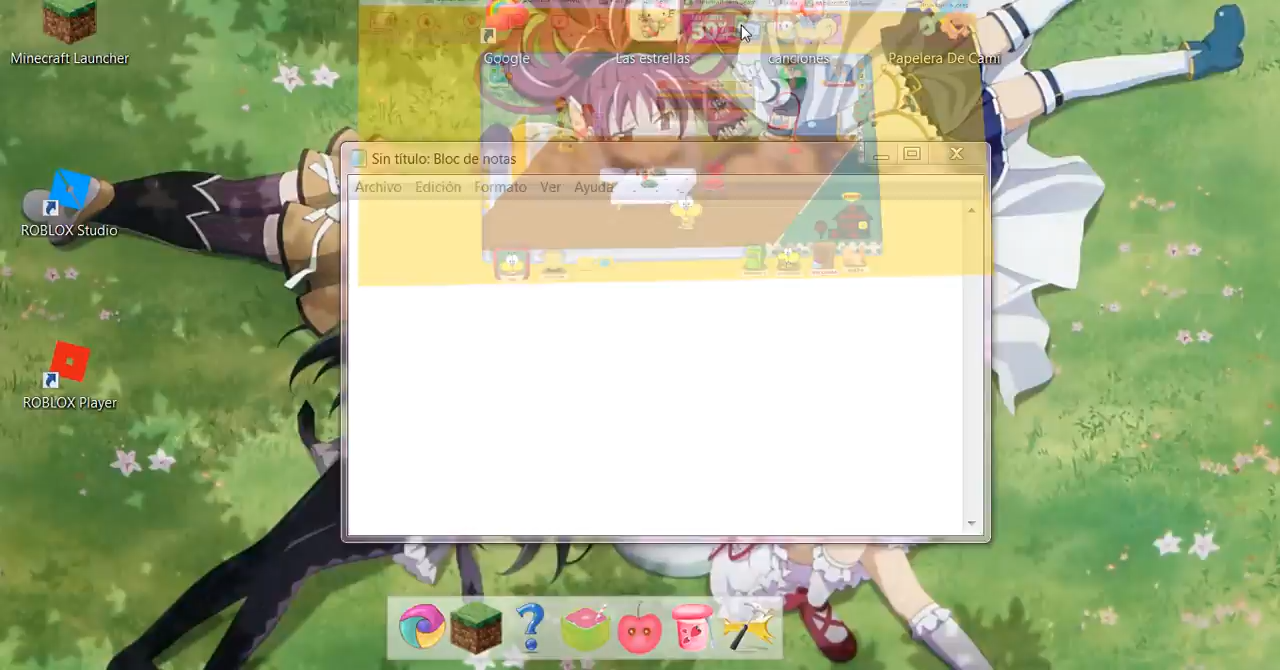 Minecraft Launcher
Google
Las estrellas
canciones
Papelera De Cami
Sin título: Bloc de notas
Archivo Edición Formato Ver Ayuda
ROBLOX Studio
ROBLOX Player